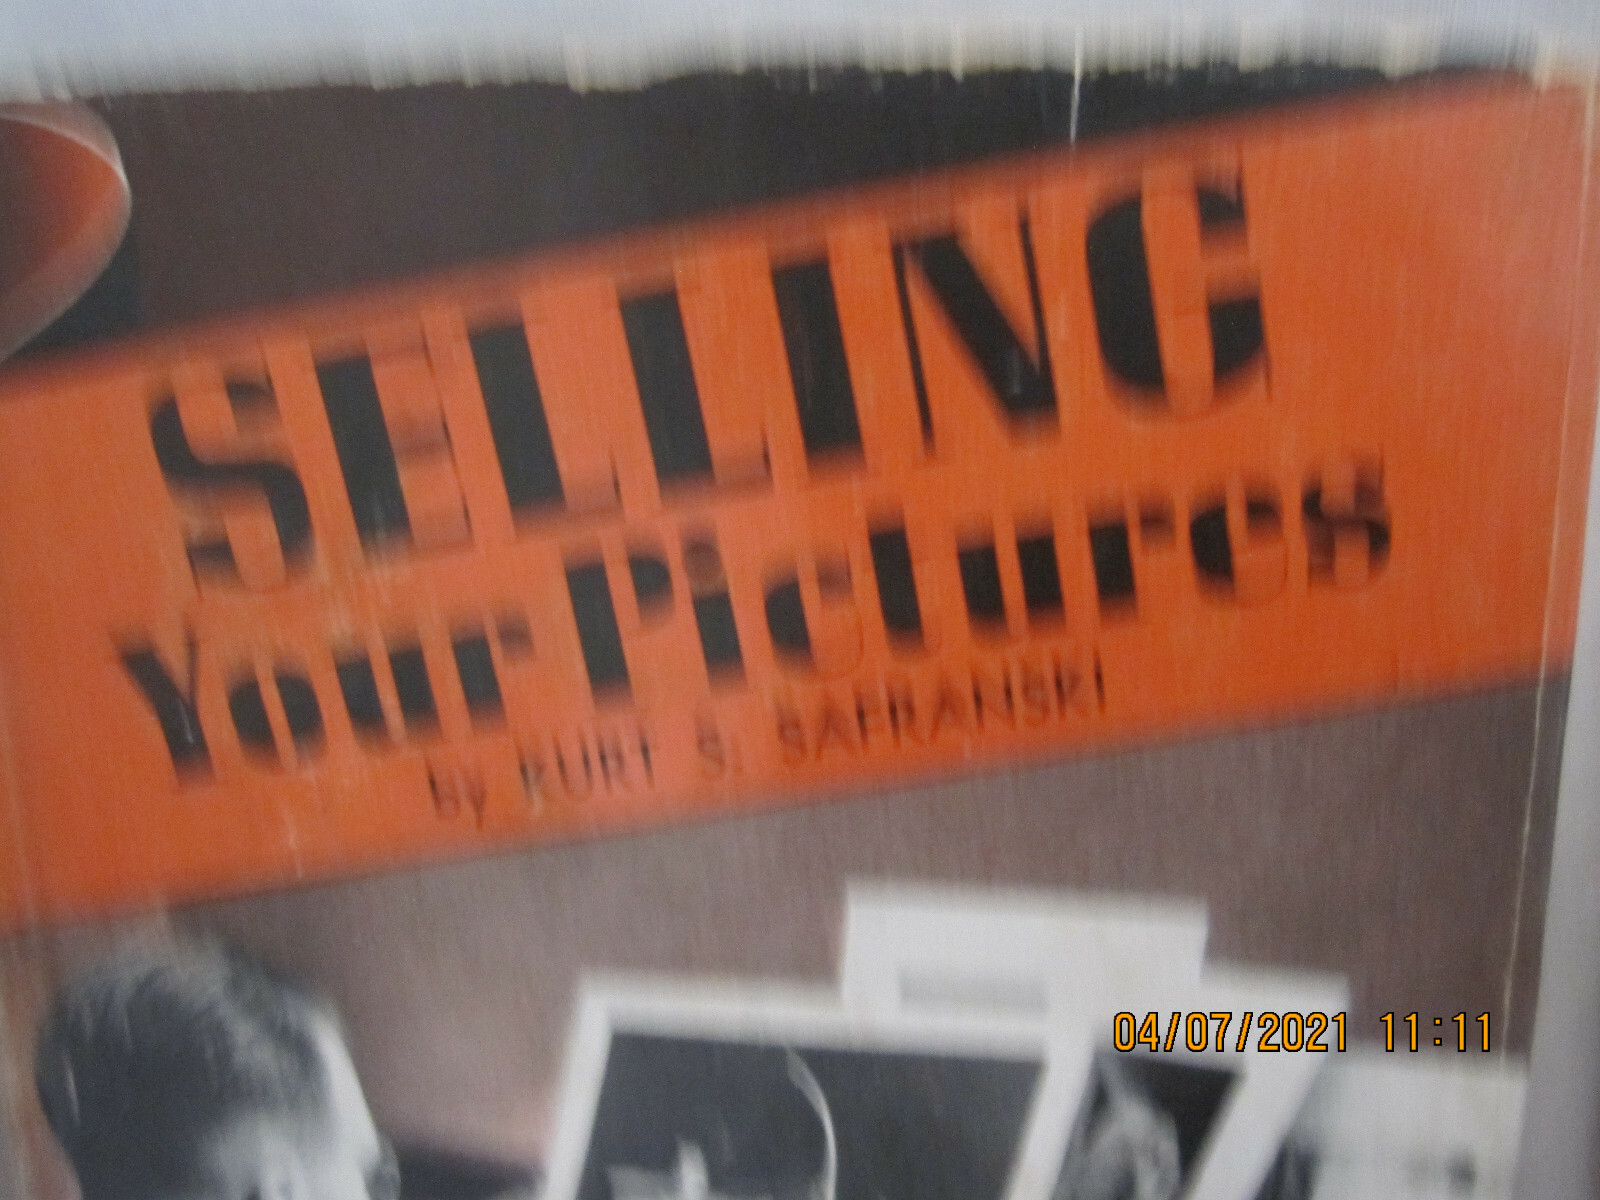 SELLING
Your Pictures
by KURT S. SAFRANSKI
04/07/2021 11:11